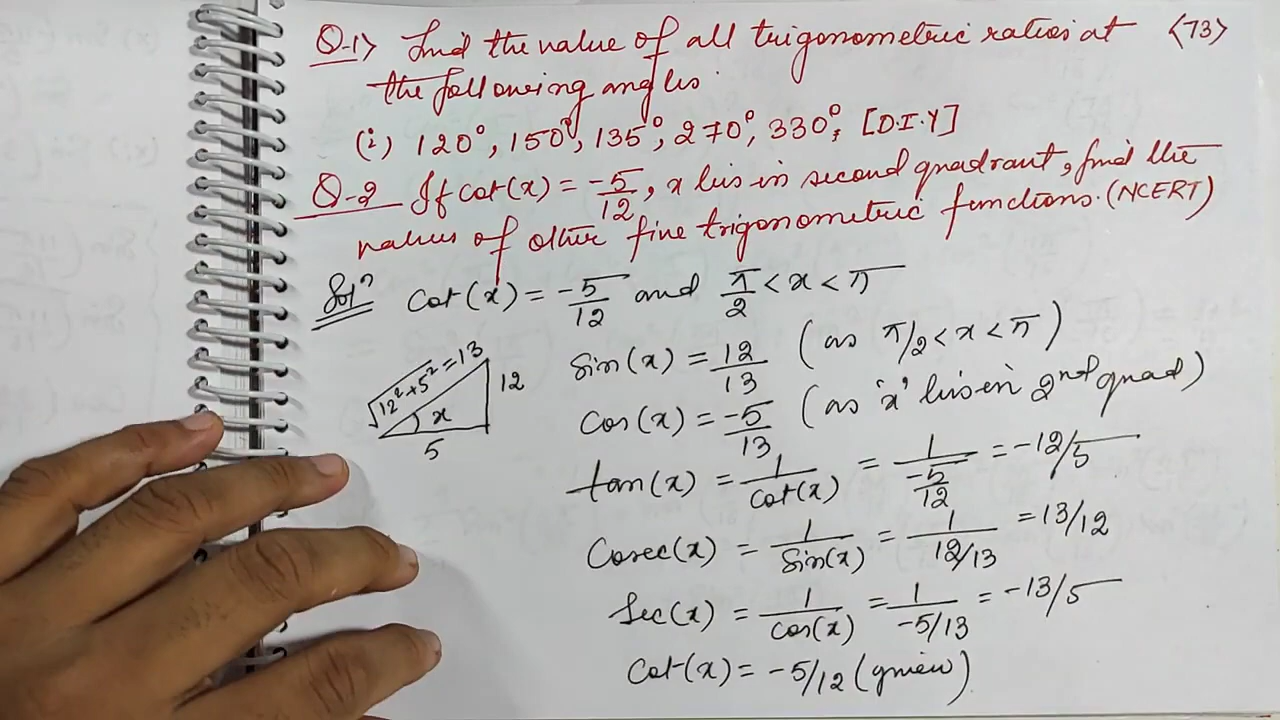 Q-1> find the value of all trigonometric ratios at <73>
the following angles
(i) 120°, 150°, 135°, 270°, 330°, [D.I.Y]
Q-2 If cot(x) = -5/12, x lies in second quadrant, find the
values of other five trigonometric functions. (NCERT)
Solⁿ cot(x) = -5/12 and π/2 < x < π
sin(x) = 12/13 (as π/2 < x < π)
√12²+5² = 13
12
x
5
cos(x) = -5/13 (as 'x' lies in 2nd quad)
tan(x) = 1/cot(x) = 1/(-5/12) = -12/5
Cosec(x) = 1/Sin(x) = 1/(12/13) = 13/12
Sec(x) = 1/cos(x) = 1/(-5/13) = -13/5
Cot(x) = -5/12 (given)